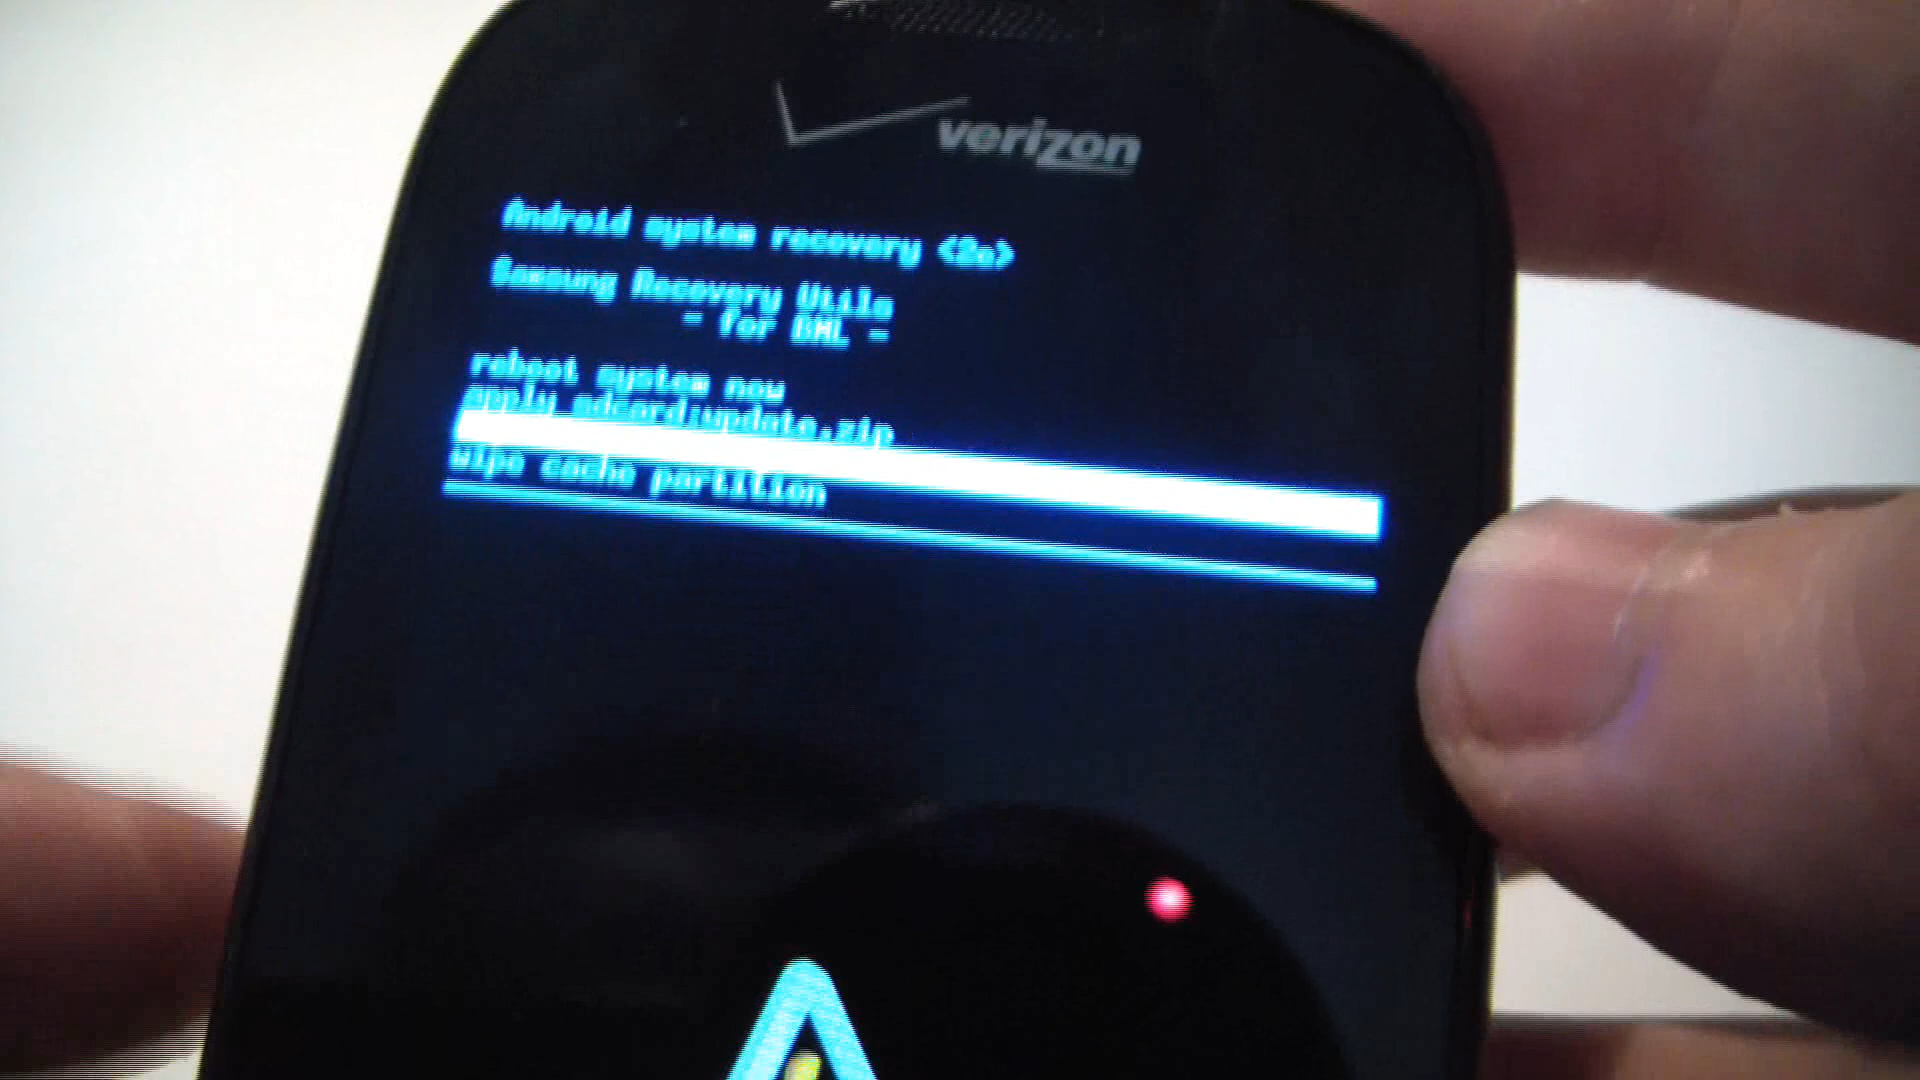 verizon
Android system recovery <2e>
Samsung Recovery Utils
- for BML -
reboot system now
apply sdcard:update.zip
wipe cache partition